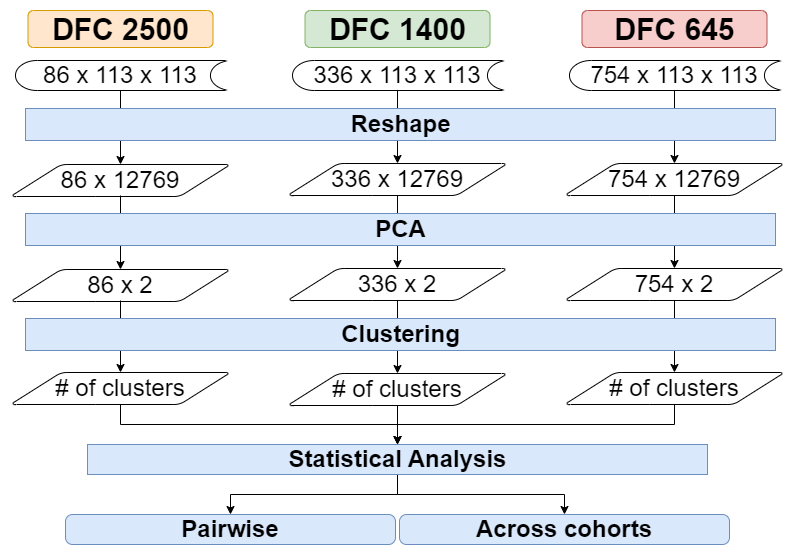 DFC 2500 DFC 1400 DFC 645
86 x 113 x 113 336 x 113 x 113 754 x 113 x 113
Reshape
86 x 12769 336 x 12769 754 x 12769
PCA
86 x 2 336 x 2 754 x 2
Clustering
# of clusters # of clusters # of clusters
Statistical Analysis
Pairwise Across cohorts